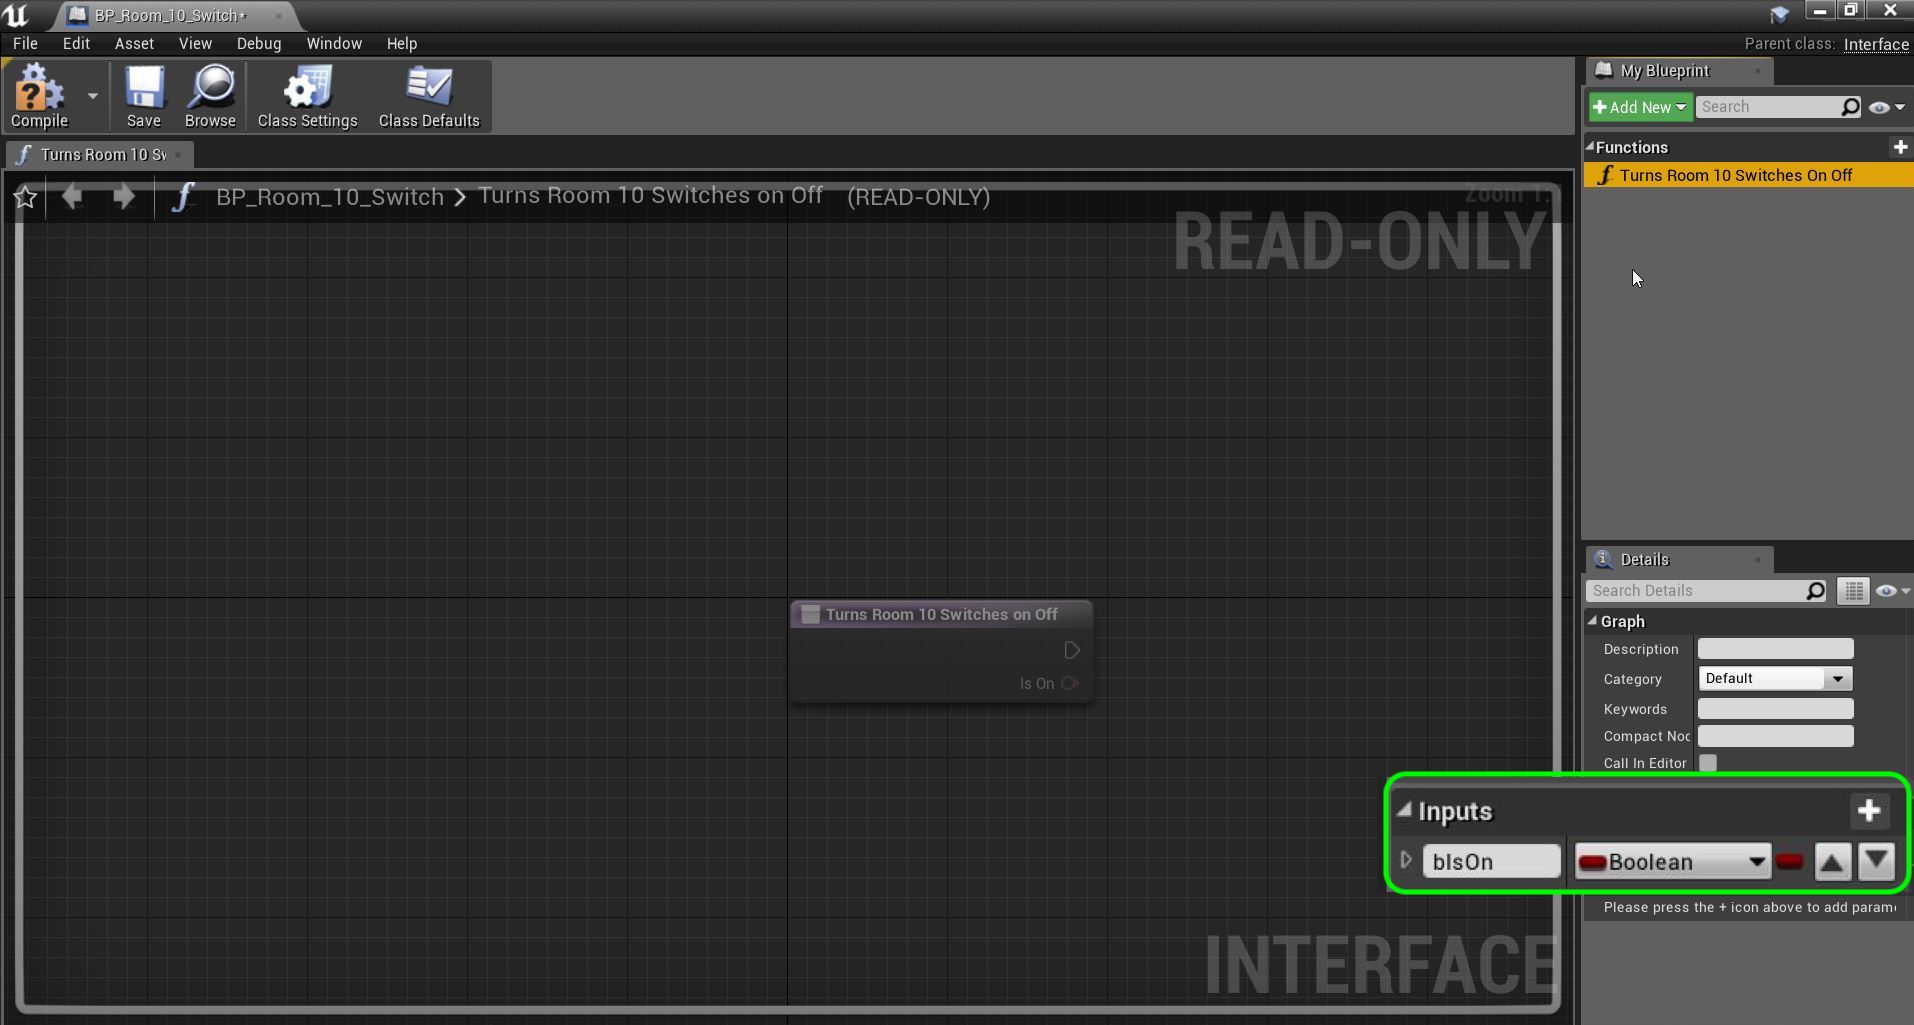 BP_Room_10_Switch*
File Edit Asset View Debug Window Help
Parent class: Interface
Compile Save Browse Class Settings Class Defaults
My Blueprint
Add New Search
Turns Room 10 Sw
Functions
Turns Room 10 Switches On Off
BP_Room_10_Switch > Turns Room 10 Switches on Off (READ-ONLY)
Zoom 1:1
READ-ONLY
Turns Room 10 Switches on Off
Is On
INTERFACE
Details
Search Details
Graph
Description
Category Default
Keywords
Compact Noc
Call In Editor
Inputs
bIsOn Boolean
Please press the + icon above to add param